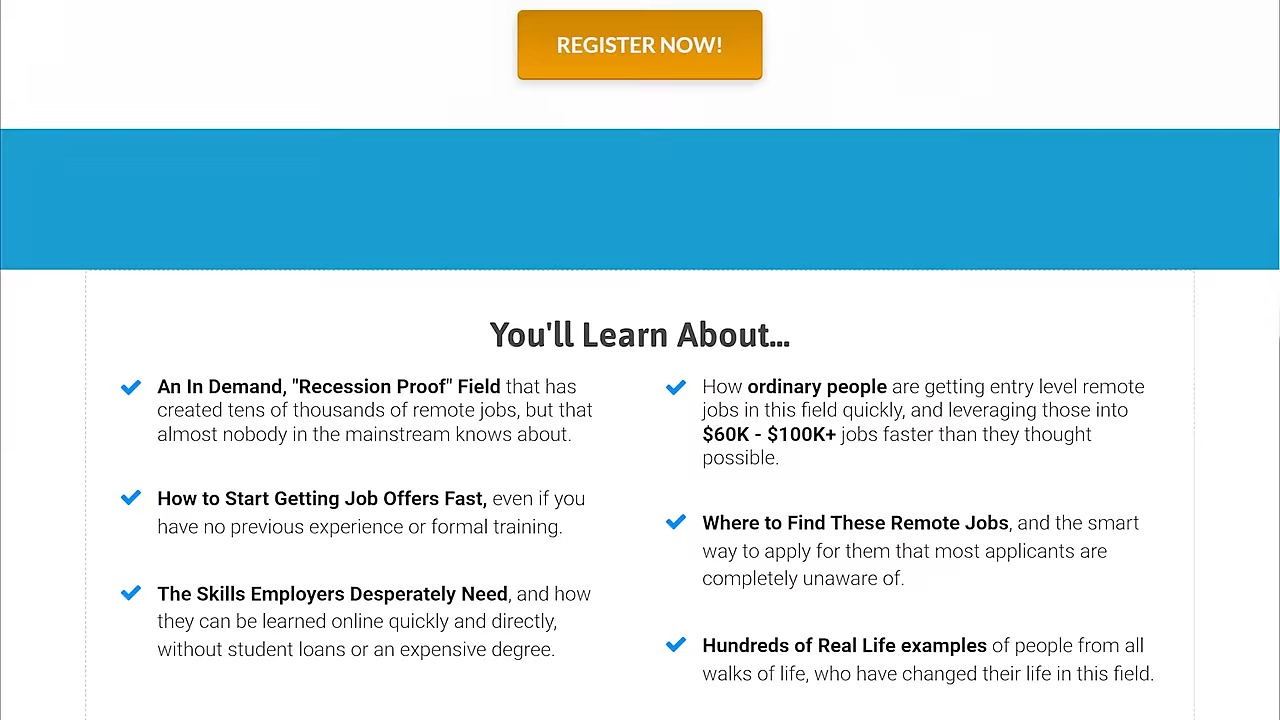 REGISTER NOW!
You'll Learn About...
An In Demand, "Recession Proof" Field that has
created tens of thousands of remote jobs, but that
almost nobody in the mainstream knows about.
How to Start Getting Job Offers Fast, even if you
have no previous experience or formal training.
The Skills Employers Desperately Need, and how
they can be learned online quickly and directly,
without student loans or an expensive degree.
How ordinary people are getting entry level remote
jobs in this field quickly, and leveraging those into
$60K - $100K+ jobs faster than they thought
possible.
Where to Find These Remote Jobs, and the smart
way to apply for them that most applicants are
completely unaware of.
Hundreds of Real Life examples of people from all
walks of life, who have changed their life in this field.